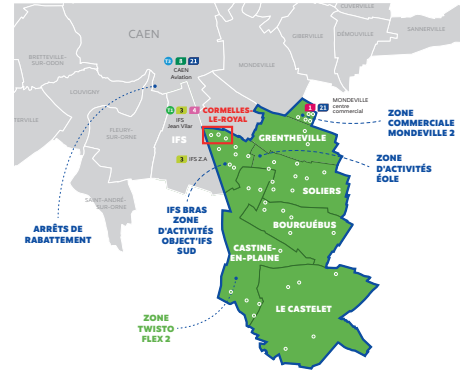 CUVERVILLE
CAEN
GIBERVILLE
DÉMOUVILLE
SANNERVILLE
BRETTEVILLE-
SUR-ODON
8 21
CAEN
Aviation
MONDEVILLE
LOUVIGNY
1 21
MONDEVILLE
centre
commercial
3 4
IFS
Jean Vilar
CORMELLES-
LE-ROYAL
ZONE
COMMERCIALE
MONDEVILLE 2
TERVILLE
FLEURY-
SUR-ORNE
IFS
GRENTHEVILLE
3 IFS Z.A
ZONE
D'ACTIVITÉS
ÉOLE
SOLIERS
SAINT-ANDRÉ-
SUR-ORNE
ARRÊTS DE
RABATTEMENT
IFS BRAS
ZONE
D'ACTIVITÉS
OBJECT'IFS
SUD
BOURGUÉBUS
CASTINE-
EN-PLAINE
LE CASTELET
ZONE
TWISTO
FLEX 2